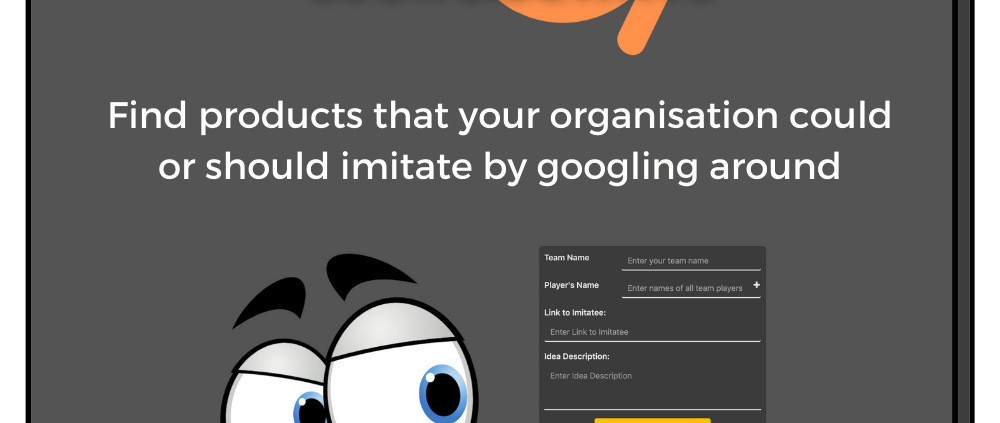 Find products that your organisation could
or should imitate by googling around
Team Name
Enter your team name
Player's Name
Enter names of all team players +
Link to Imitatee:
Enter Link to Imitatee
Idea Description:
Enter Idea Description